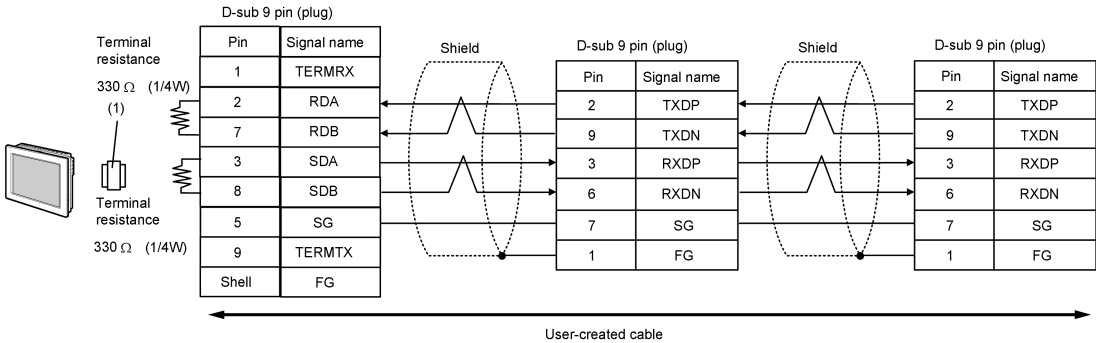 D-sub 9 pin (plug)
Terminal
resistance
330 Ω (1/4W)
(1)
Terminal
resistance
330 Ω (1/4W)
Pin Signal name
1 TERMRX
2 RDA
7 RDB
3 SDA
8 SDB
5 SG
9 TERMTX
Shell FG
Shield
D-sub 9 pin (plug)
Pin Signal name
2 TXDP
9 TXDN
3 RXDP
6 RXDN
7 SG
1 FG
Shield
D-sub 9 pin (plug)
Pin Signal name
2 TXDP
9 TXDN
3 RXDP
6 RXDN
7 SG
1 FG
User-created cable